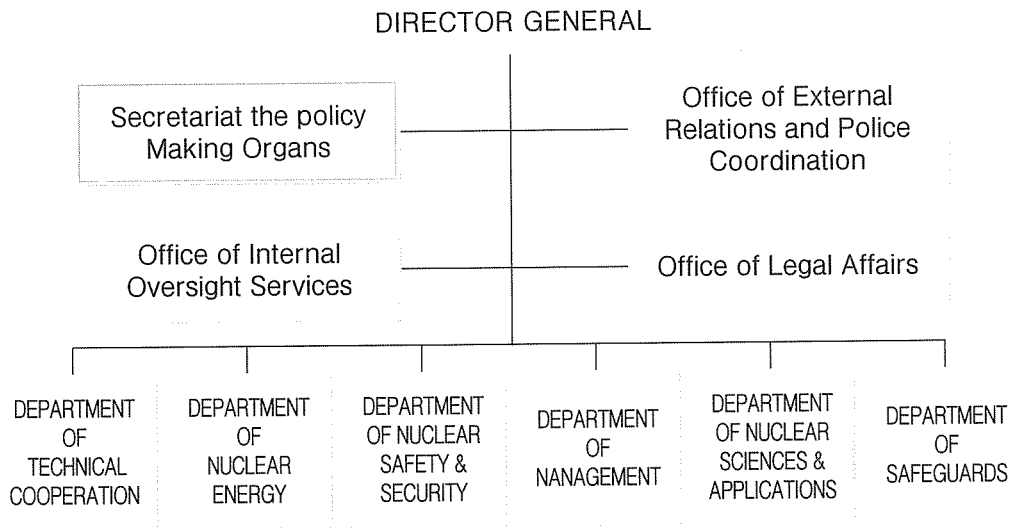 DIRECTOR GENERAL
Secretariat the policy
Making Organs
Office of External
Relations and Police
Coordination
Office of Internal
Oversight Services
Office of Legal Affairs
DEPARTMENT
OF
TECHNICAL
COOPERATION
DEPARTMENT
OF
NUCLEAR
ENERGY
DEPARTMENT
OF NUCLEAR
SAFETY &
SECURITY
DEPARTMENT
OF
NANAGEMENT
DEPARTMENT
OF NUCLEAR
SCIENCES &
APPLICATIONS
DEPARTMENT
OF
SAFEGUARDS